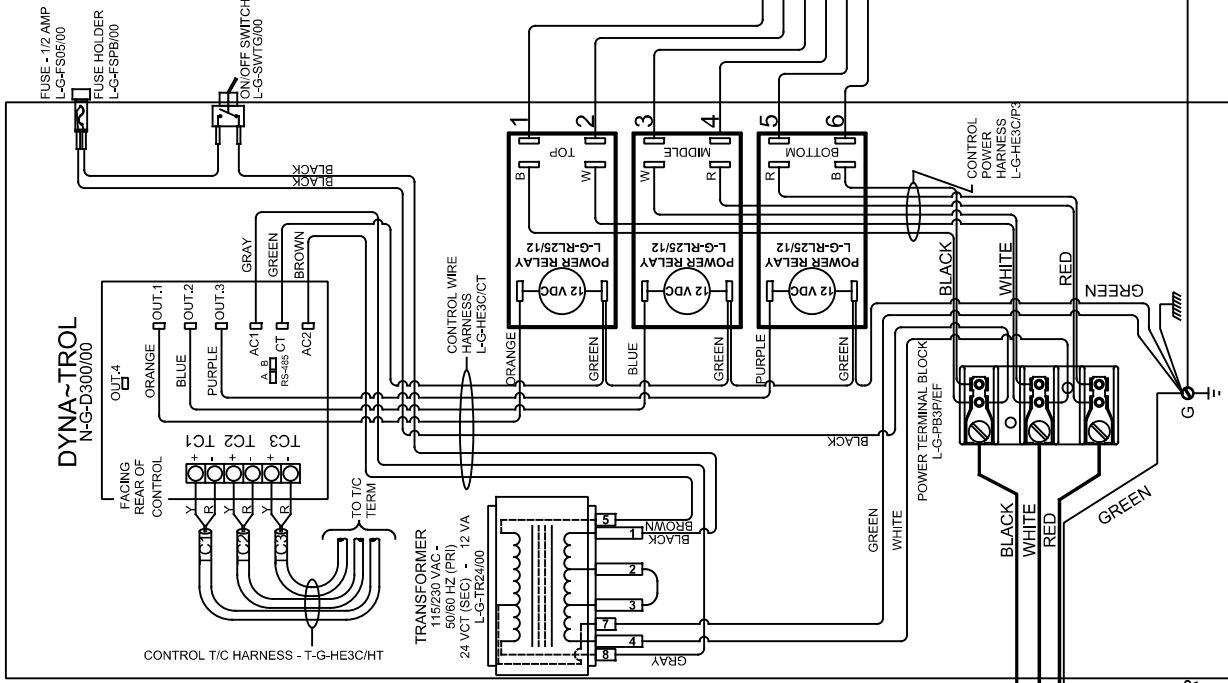 FUSE - 1/2 AMP
L-G-FS05/00
FUSE HOLDER
L-G-FSPB/00
ON/OFF SWITCH
L-G-SWTG/00
BLACK
BLACK
DYNA~TROL
N-G-D300/00
OUT.4
OUT.1
OUT.2
OUT.3
ORANGE
BLUE
PURPLE
GRAY
GREEN
BROWN
AC1
CT
AC2
A B
RS-485
FACING
REAR OF
CONTROL
TC1
TC2
TC3
+ - + - + -
Y R Y R Y R
TC1
TC2
TC3
TO T/C
TERM
CONTROL T/C HARNESS - T-G-HE3C/HT
CONTROL WIRE
HARNESS
L-G-HE3C/CT
TRANSFORMER
115/230 VAC -
50/60 HZ (PRI)
24 VCT (SEC) - 12 VA
L-G-TR24/00
5
1
2
3
7
4
8
BROWN
BLACK
GRAY
1
2
3
4
5
6
TOP
MIDDLE
BOTTOM
B
W
W
R
R
B
POWER RELAY
L-G-RL25/12
12 VDC
POWER RELAY
L-G-RL25/12
12 VDC
POWER RELAY
L-G-RL25/12
12 VDC
ORANGE
GREEN
BLUE
GREEN
PURPLE
GREEN
CONTROL
POWER
HARNESS
L-G-HE3C/P3
BLACK
WHITE
RED
GREEN
BLACK
POWER TERMINAL BLOCK
L-G-PB3P/EF
GREEN
WHITE
BLACK
WHITE
RED
GREEN
G